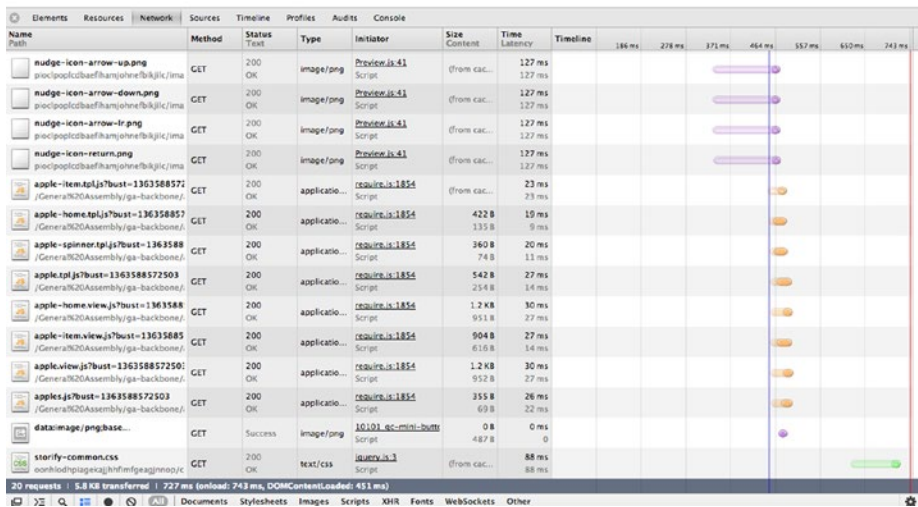 Elements Resources Network Sources Timeline Profiles Audits Console
Name Path Method Status Text Type Initiator Size Content Time Latency Timeline 186 ms 278 ms 371 ms 464 ms 557 ms 650 ms 743 ms
nudge-icon-arrow-up.png GET 200 OK image/png Preview.js:41 Script (from cac... 127 ms 127 ms
nudge-icon-arrow-down.png GET 200 OK image/png Preview.js:41 Script (from cac... 127 ms 127 ms
nudge-icon-arrow-lr.png GET 200 OK image/png Preview.js:41 Script (from cac... 127 ms 127 ms
nudge-icon-return.png GET 200 OK image/png Preview.js:41 Script (from cac... 127 ms 127 ms
apple-item.tpl.js?bust=136358857 /General%20Assembly/ga-backbone/ GET 200 OK applicatio... require.js:1854 Script (from cac... 23 ms 23 ms
apple-home.tpl.js?bust=136358857 /General%20Assembly/ga-backbone/ GET 200 OK applicatio... require.js:1854 Script 422 B 135 B 19 ms 9 ms
apple-spinner.tpl.js?bust=1363588 /General%20Assembly/ga-backbone/ GET 200 OK applicatio... require.js:1854 Script 360 B 74 B 20 ms 11 ms
apple.tpl.js?bust=1363588572503 /General%20Assembly/ga-backbone/ GET 200 OK applicatio... require.js:1854 Script 542 B 254 B 27 ms 14 ms
apple-home.view.js?bust=1363588 /General%20Assembly/ga-backbone/ GET 200 OK applicatio... require.js:1854 Script 1.2 KB 951 B 30 ms 27 ms
apple-item.view.js?bust=13635885 /General%20Assembly/ga-backbone/ GET 200 OK applicatio... require.js:1854 Script 904 B 616 B 27 ms 14 ms
apple.view.js?bust=136358857250 /General%20Assembly/ga-backbone/ GET 200 OK applicatio... require.js:1854 Script 1.2 KB 952 B 30 ms 27 ms
apples.js?bust=1363588572503 /General%20Assembly/ga-backbone/ GET 200 OK applicatio... require.js:1854 Script 355 B 69 B 26 ms 22 ms
data:image/png;base... GET Success image/png 10101_qc-mini-butt Script 0 B 487 B 0 ms 0
storify-common.css GET 200 OK text/css jquery.js:3 Script (from cac... 88 ms 88 ms
20 requests | 5.8 KB transferred | 727 ms (onload: 743 ms, DOMContentLoaded: 451 ms)
All Documents Stylesheets Images Scripts XHR Fonts WebSockets Other